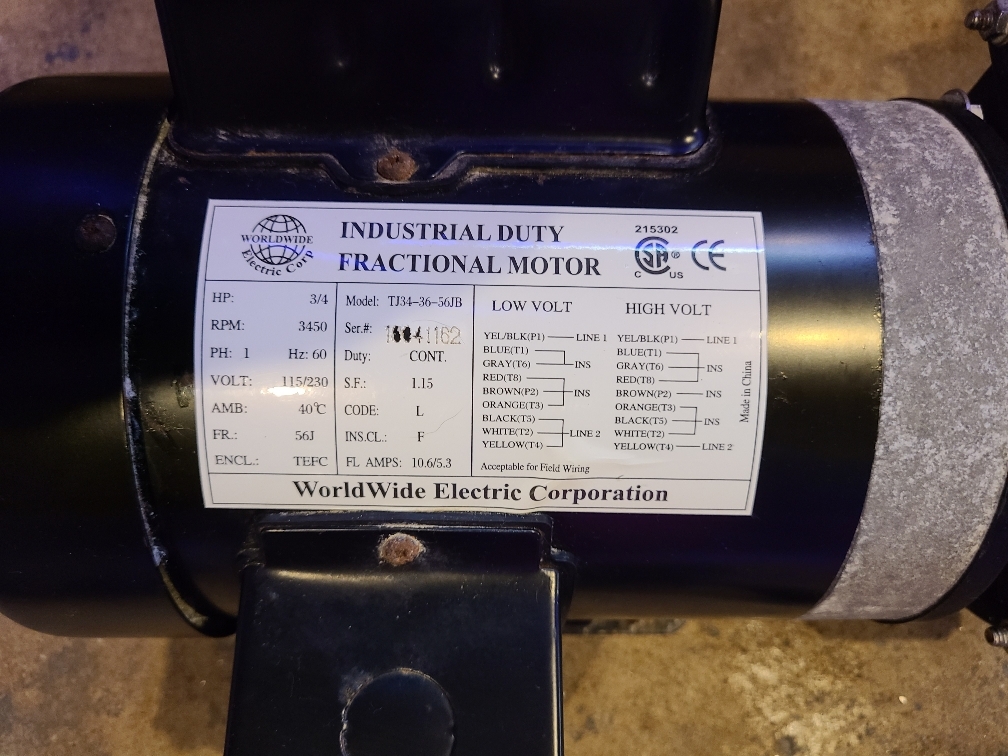 WORLDWIDE
Electric Corp
INDUSTRIAL DUTY
FRACTIONAL MOTOR
215302
SA ®
C US
CE
HP: 3/4
RPM: 3450
PH: 1 Hz: 60
VOLT: 115/230
AMB: 40°C
FR.: 56J
ENCL.: TEFC
Model: TJ34-36-56JB
Ser.#:
Duty: CONT.
S.F.: 1.15
CODE: L
INS.CL.: F
FL AMPS: 10.6/5.3
LOW VOLT
YEL/BLK(P1) LINE 1
BLUE(T1)
GRAY(T6) INS
RED(T8)
BROWN(P2) INS
ORANGE(T3)
BLACK(T5)
WHITE(T2) LINE 2
YELLOW(T4)
Acceptable for Field Wiring
HIGH VOLT
YEL/BLK(P1) LINE 1
BLUE(T1)
GRAY(T6) INS
RED(T8)
BROWN(P2) INS
ORANGE(T3)
BLACK(T5) INS
WHITE(T2)
YELLOW(T4) LINE 2
Made in China
WorldWide Electric Corporation